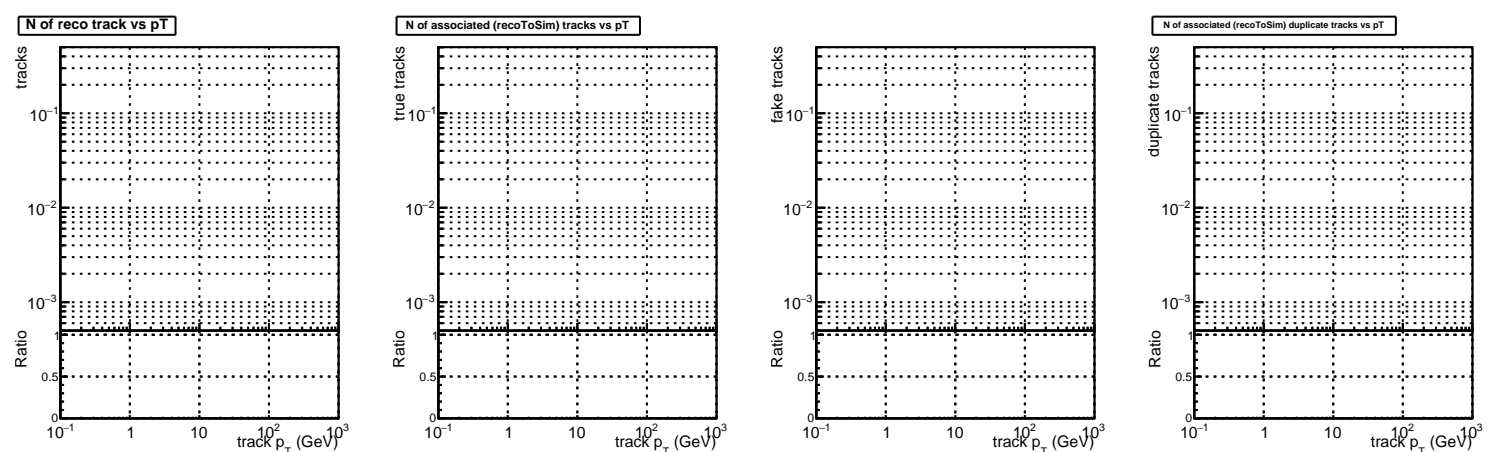 N of reco track vs pT
tracks
10⁻¹
10⁻²
10⁻³
Ratio
1
0.5
0
10⁻¹ 1 10 10² 10³
track p_T (GeV)
N of associated (recoToSim) tracks vs pT
true tracks
10⁻¹
10⁻²
10⁻³
Ratio
1
0.5
0
10⁻¹ 1 10 10² 10³
track p_T (GeV)
fake tracks
10⁻¹
10⁻²
10⁻³
Ratio
1
0.5
0
10⁻¹ 1 10 10² 10³
track p_T (GeV)
N of associated (recoToSim) duplicate tracks vs pT
duplicate tracks
10⁻¹
10⁻²
10⁻³
Ratio
1
0.5
0
10⁻¹ 1 10 10² 10³
track p_T (GeV)